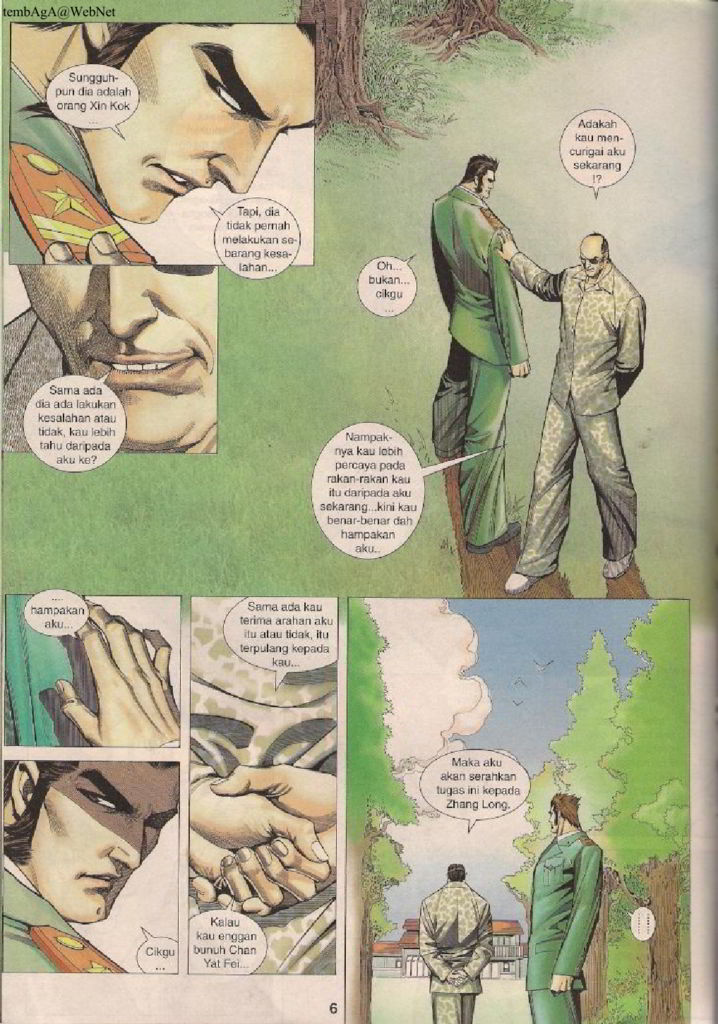 tembAgA@WebNet
Sungguh-
pun dia adalah
orang Xin Kok
...
Tapi, dia
tidak pernah
melakukan se-
barang kesa-
lahan...
Adakah
kau men-
curigai aku
sekarang
!?
Oh...
bukan...
cikgu
...
Sama ada
dia ada lakukan
kesalahan atau
tidak, kau lebih
tahu daripada
aku ke?
Nampak-
nya kau lebih
percaya pada
rakan-rakan kau
itu daripada aku
sekarang...kini kau
benar-benar dah
hampakan
aku..
....
hampakan
aku...
Cikgu
...
Sama ada kau
terima arahan aku
itu atau tidak, itu
terpulang kepada
kau...
Kalau
kau enggan
bunuh Chan
Yat Fei...
Maka aku
akan serahkan
tugas ini kepada
Zhang Long.
.....
6